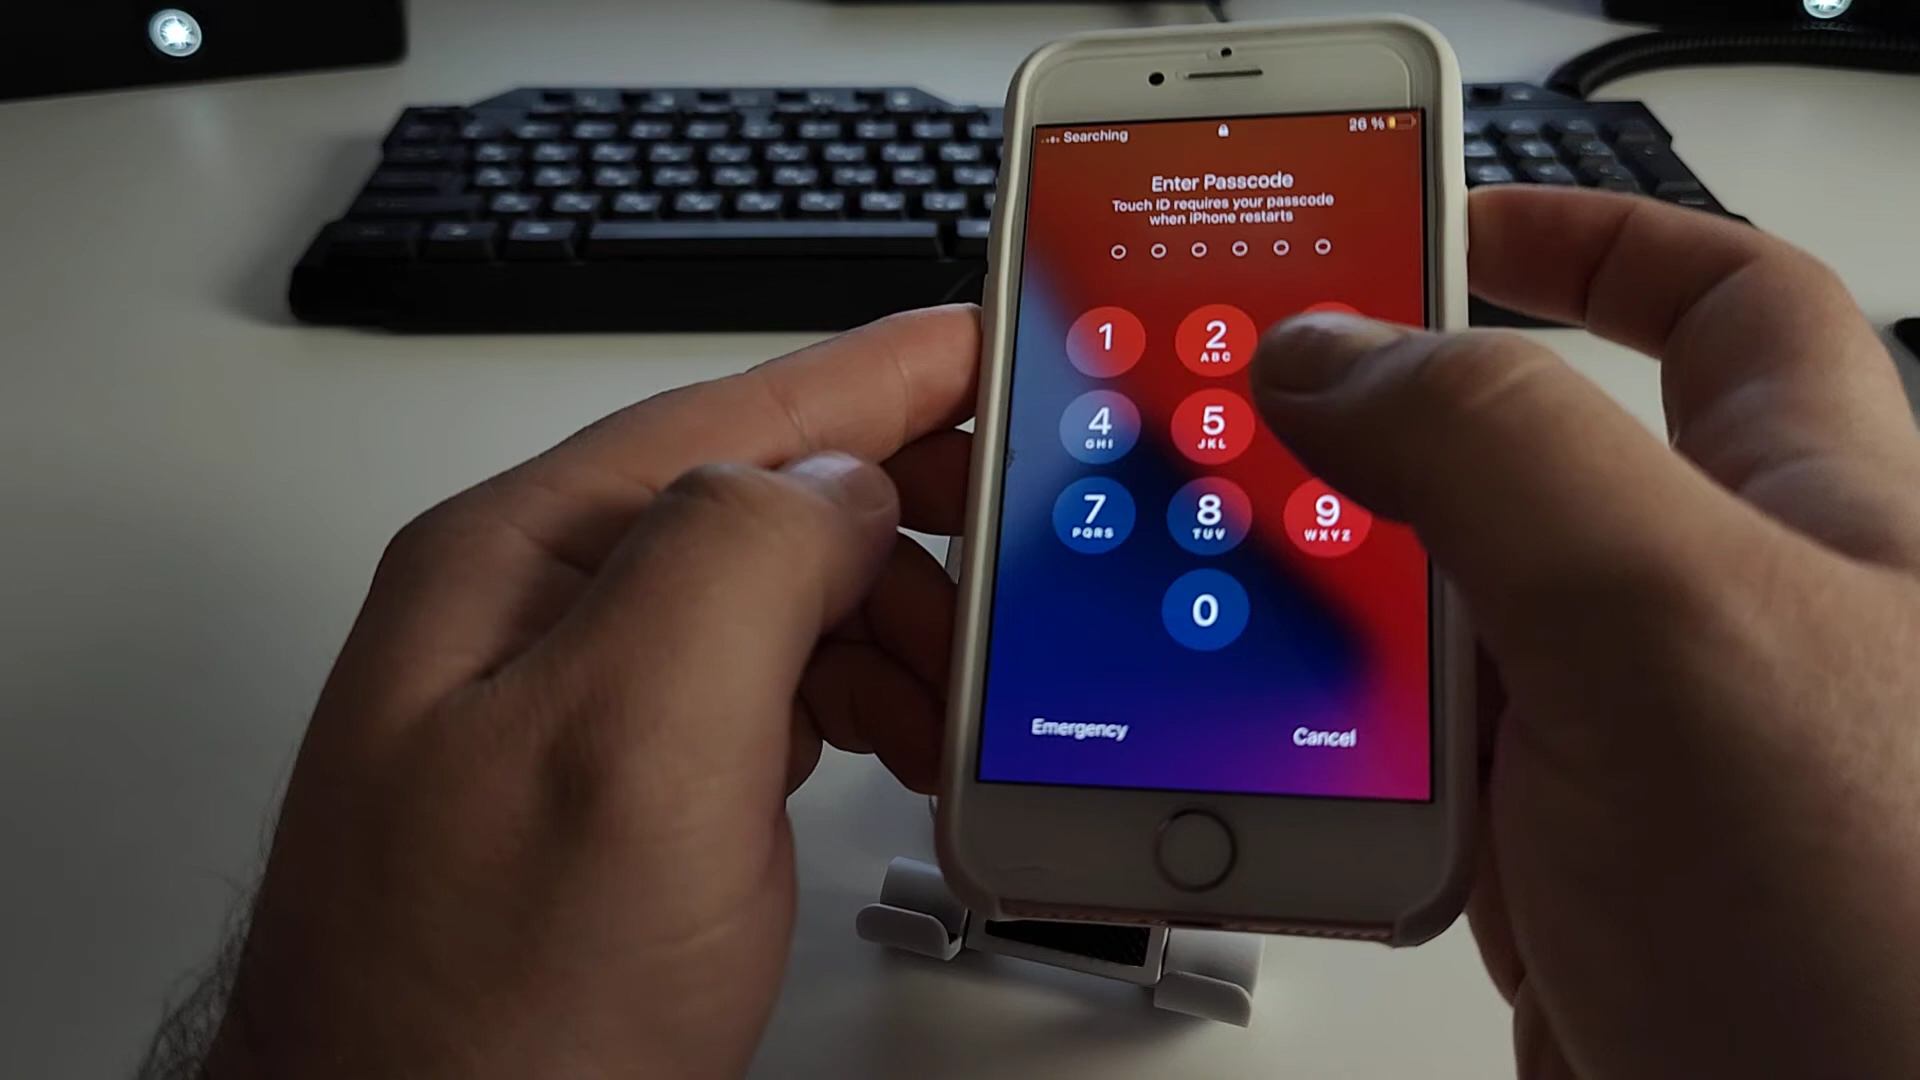 Searching
26 %
Enter Passcode
Touch ID requires your passcode
when iPhone restarts
1
2
ABC
4
GHI
5
JKL
7
PQRS
8
TUV
9
WXYZ
0
Emergency
Cancel